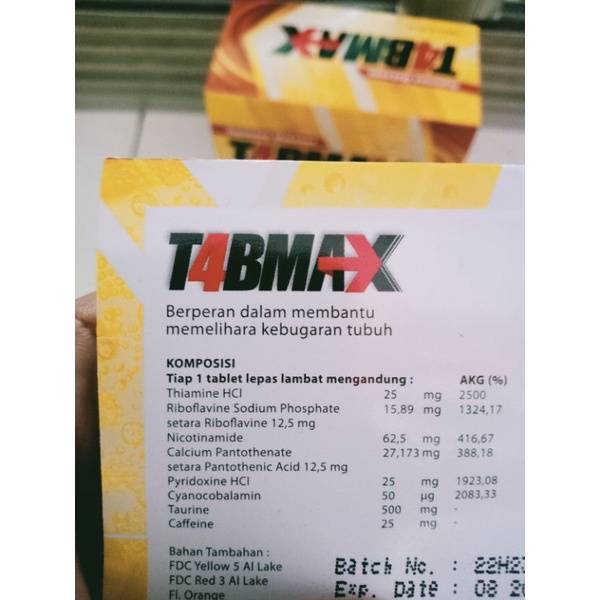 T4BMAX
T4BMAX
T4BMAX
Berperan dalam membantu
memelihara kebugaran tubuh
KOMPOSISI
Tiap 1 tablet lepas lambat mengandung : AKG (%)
Thiamine HCl 25 mg 2500
Riboflavine Sodium Phosphate 15,89 mg 1324,17
setara Riboflavine 12,5 mg
Nicotinamide 62,5 mg 416,67
Calcium Pantothenate 27,173 mg 388,18
setara Pantothenic Acid 12,5 mg
Pyridoxine HCl 25 mg 1923,08
Cyanocobalamin 50 µg 2083,33
Taurine 500 mg -
Caffeine 25 mg -
Bahan Tambahan :
FDC Yellow 5 Al Lake
FDC Red 3 Al Lake
Fl. Orange
Batch No. : 22H23
Exp. Date : 08 20